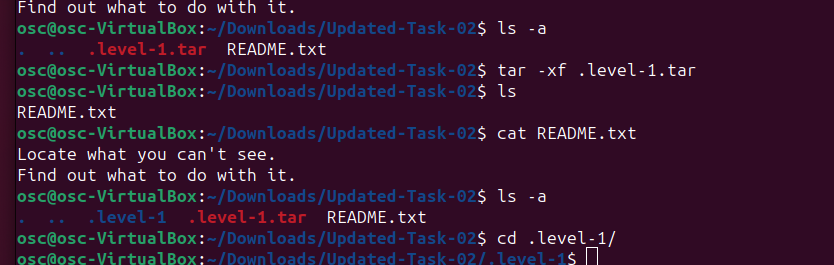 Find out what to do with it.
osc@osc-VirtualBox:~/Downloads/Updated-Task-02$ ls -a
.  ..  .level-1.tar  README.txt
osc@osc-VirtualBox:~/Downloads/Updated-Task-02$ tar -xf .level-1.tar
osc@osc-VirtualBox:~/Downloads/Updated-Task-02$ ls
README.txt
osc@osc-VirtualBox:~/Downloads/Updated-Task-02$ cat README.txt
Locate what you can't see.
Find out what to do with it.
osc@osc-VirtualBox:~/Downloads/Updated-Task-02$ ls -a
.  ..  .level-1  .level-1.tar  README.txt
osc@osc-VirtualBox:~/Downloads/Updated-Task-02$ cd .level-1/
osc@osc-VirtualBox:~/Downloads/Updated-Task-02/.level-1$